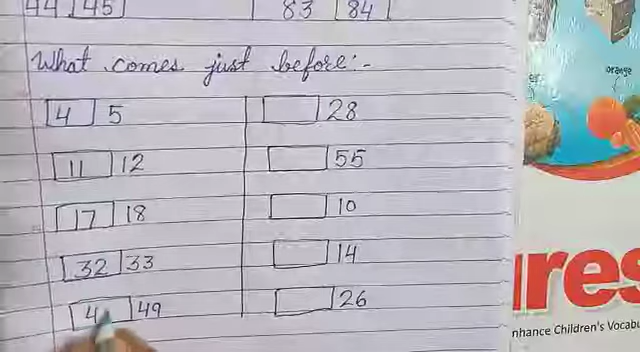 44 45 83 84
What comes just before:-
4 5 28
11 12 55
17 18 10
32 33 14
4 49 26
orange
ires
nhance Children's Vocabu